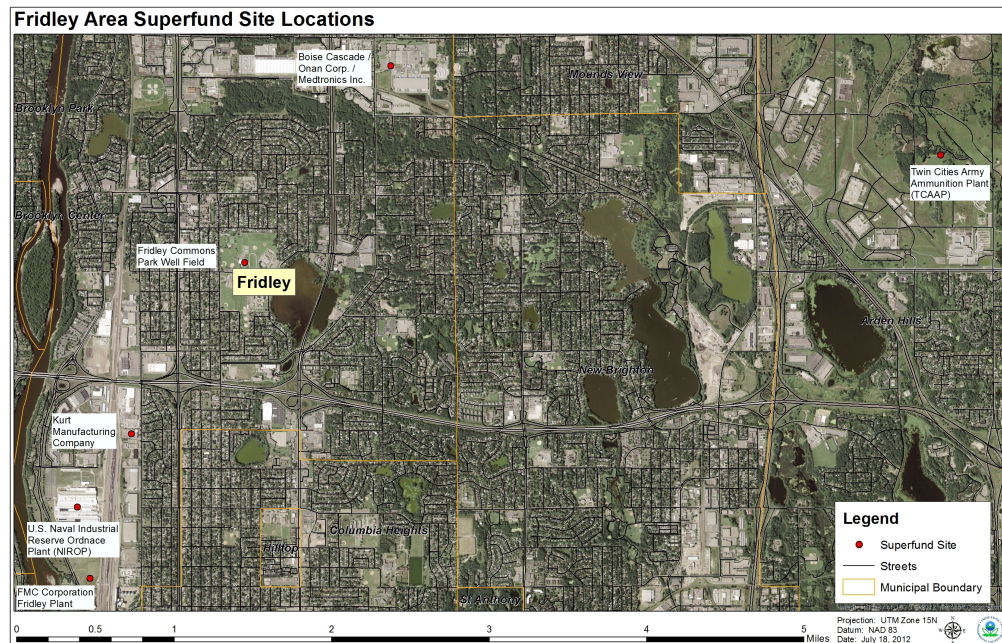 Fridley Area Superfund Site Locations
Boise Cascade /
Onan Corp. /
Medtronics Inc.
Mounds View
Brooklyn Park
Twin Cities Army
Ammunition Plant
(TCAAP)
Brooklyn Center
Fridley Commons
Park Well Field
Fridley
Arden Hills
New Brighton
Kurt
Manufacturing
Company
U.S. Naval Industrial
Reserve Ordnace
Plant (NIROP)
Columbia Heights
Hilltop
FMC Corporation
Fridley Plant
St Anthony
Legend
Superfund Site
Streets
Municipal Boundary
0 0.5 1 2 3 4 5
Miles
Projection: UTM Zone 15N
Datum: NAD 83
Date: July 18, 2012
N
W E
S